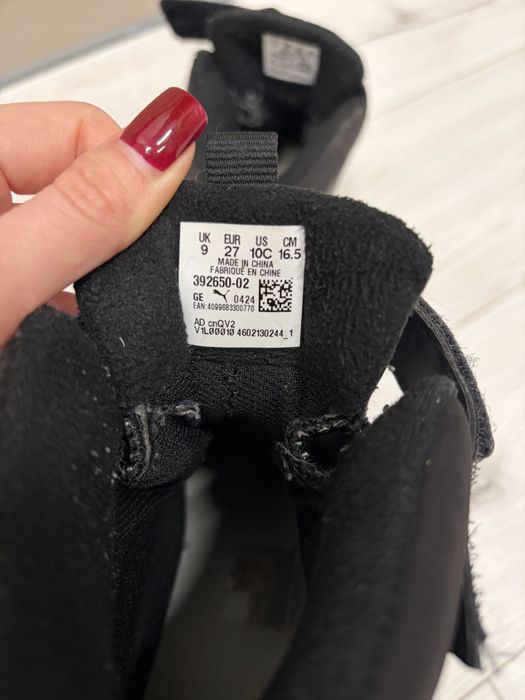 UK EUR US CM
9 27 10C 16.5
MADE IN CHINA
FABRIQUÉ EN CHINE
392650-02
GE 0424
EAN: 4099683300770
AD cnQV2
V1L00010 4602130244_1